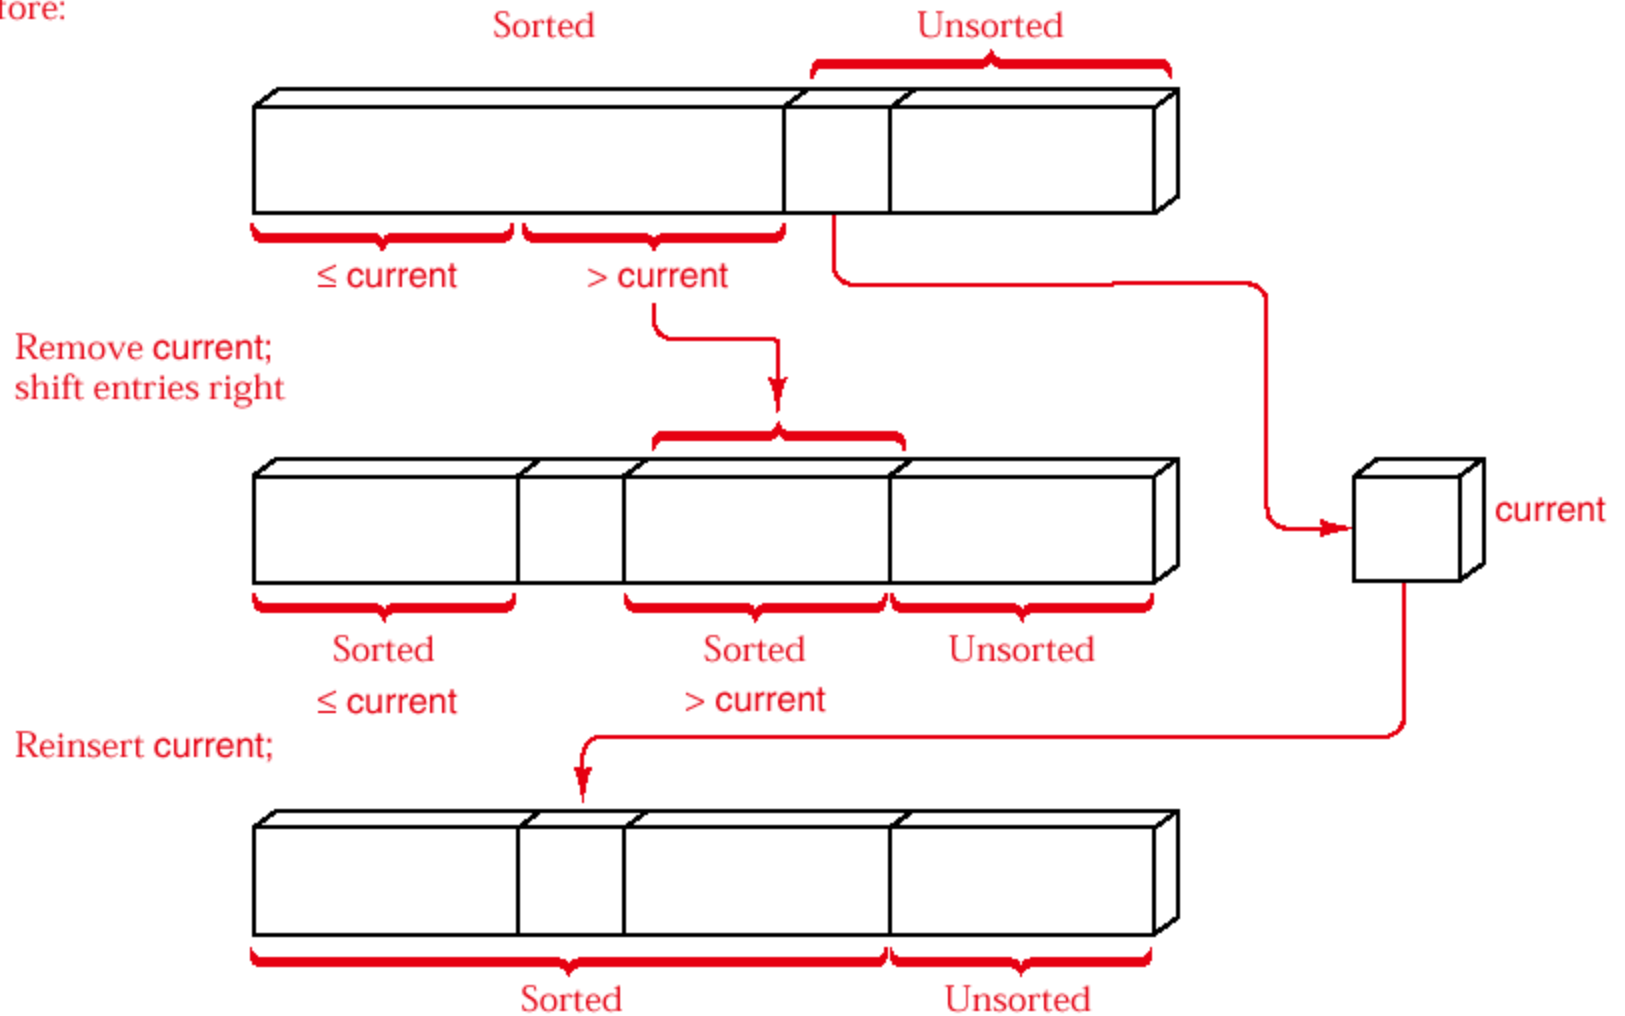 fore:
Sorted Unsorted
≤ current > current
Remove current;
shift entries right
current
Sorted Sorted Unsorted
≤ current > current
Reinsert current;
Sorted Unsorted